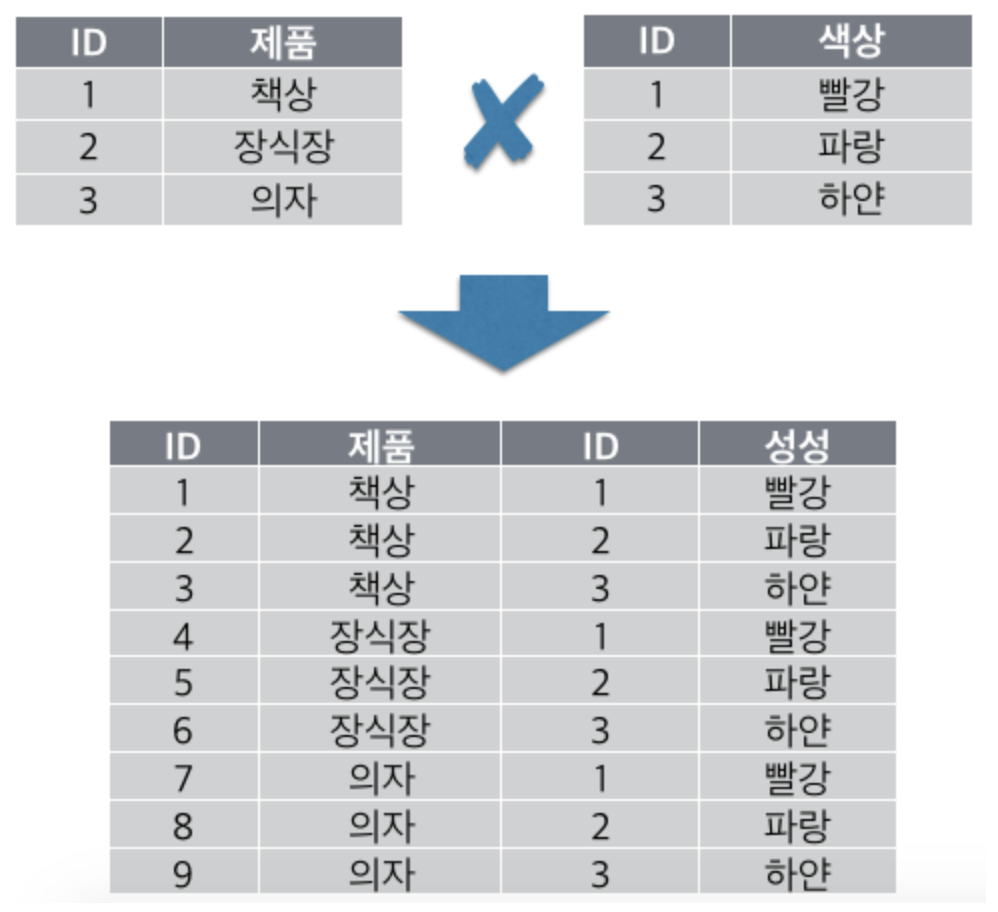 ID 제품
1 책상
2 장식장
3 의자
ID 색상
1 빨강
2 파랑
3 하얀
ID 제품 ID 성성
1 책상 1 빨강
2 책상 2 파랑
3 책상 3 하얀
4 장식장 1 빨강
5 장식장 2 파랑
6 장식장 3 하얀
7 의자 1 빨강
8 의자 2 파랑
9 의자 3 하얀